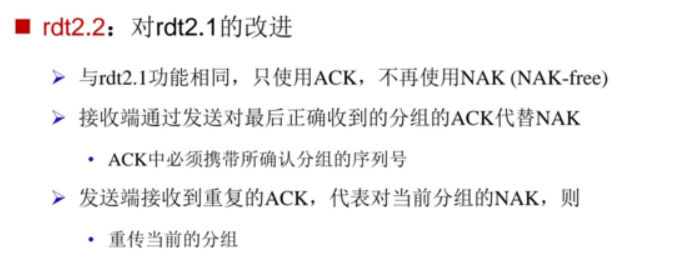 ■ rdt2.2：对rdt2.1的改进
➢ 与rdt2.1功能相同，只使用ACK，不再使用NAK (NAK-free)
➢ 接收端通过发送对最后正确收到的分组的ACK代替NAK
• ACK中必须携带所确认分组的序列号
➢ 发送端接收到重复的ACK，代表对当前分组的NAK，则
• 重传当前的分组